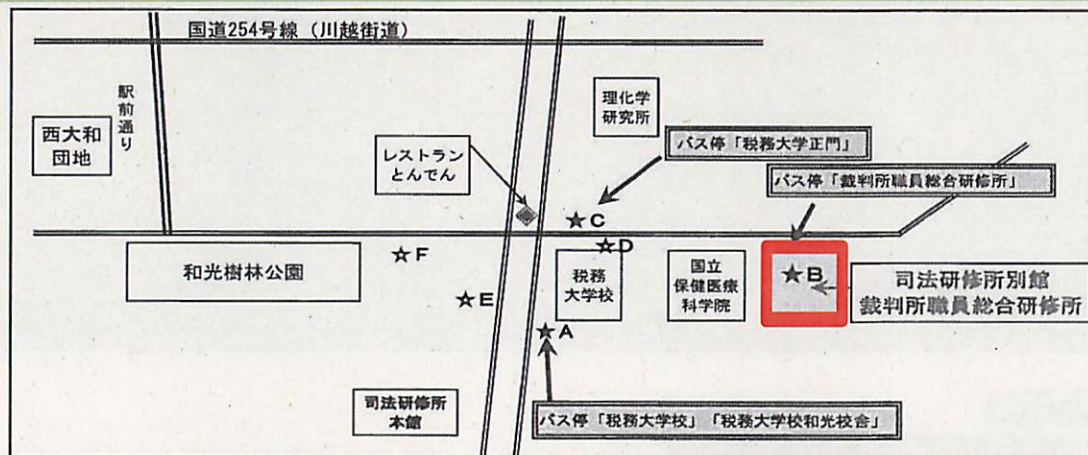 国道254号線（川越街道）
駅前通り
西大和
団地
理化学
研究所
レストラン
とんでん
バス停「税務大学正門」
バス停「裁判所職員総合研修所」
★C
☆D
☆F
和光樹林公園
税務
大学校
国立
保健医療
科学院
★B
司法研修所別館
裁判所職員総合研修所
☆E
☆A
司法研修所
本館
バス停「税務大学校」「税務大学校和光校舎」